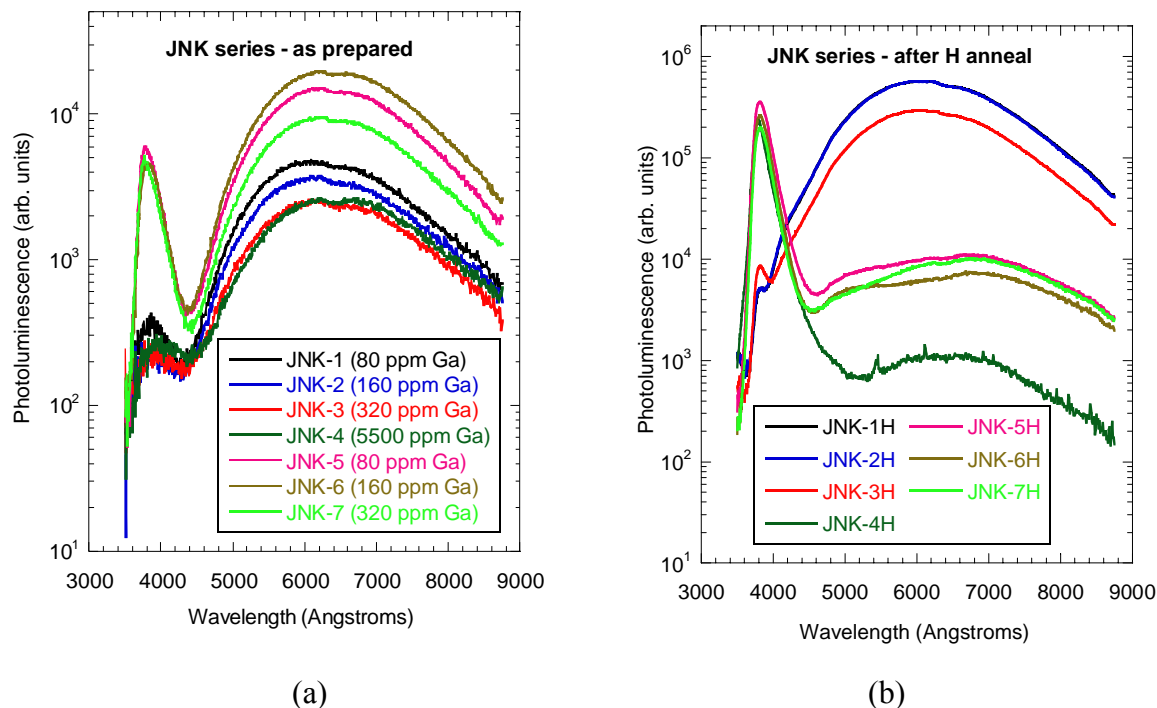 JNK series - as prepared
Photoluminescence (arb. units)
10^4
10^3
10^2
10^1
JNK-1 (80 ppm Ga)
JNK-2 (160 ppm Ga)
JNK-3 (320 ppm Ga)
JNK-4 (5500 ppm Ga)
JNK-5 (80 ppm Ga)
JNK-6 (160 ppm Ga)
JNK-7 (320 ppm Ga)
3000 4000 5000 6000 7000 8000 9000
Wavelength (Angstroms)
(a)
JNK series - after H anneal
Photoluminescence (arb. units)
10^6
10^5
10^4
10^3
10^2
10^1
JNK-1H JNK-5H
JNK-2H JNK-6H
JNK-3H JNK-7H
JNK-4H
3000 4000 5000 6000 7000 8000 9000
Wavelength (Angstroms)
(b)